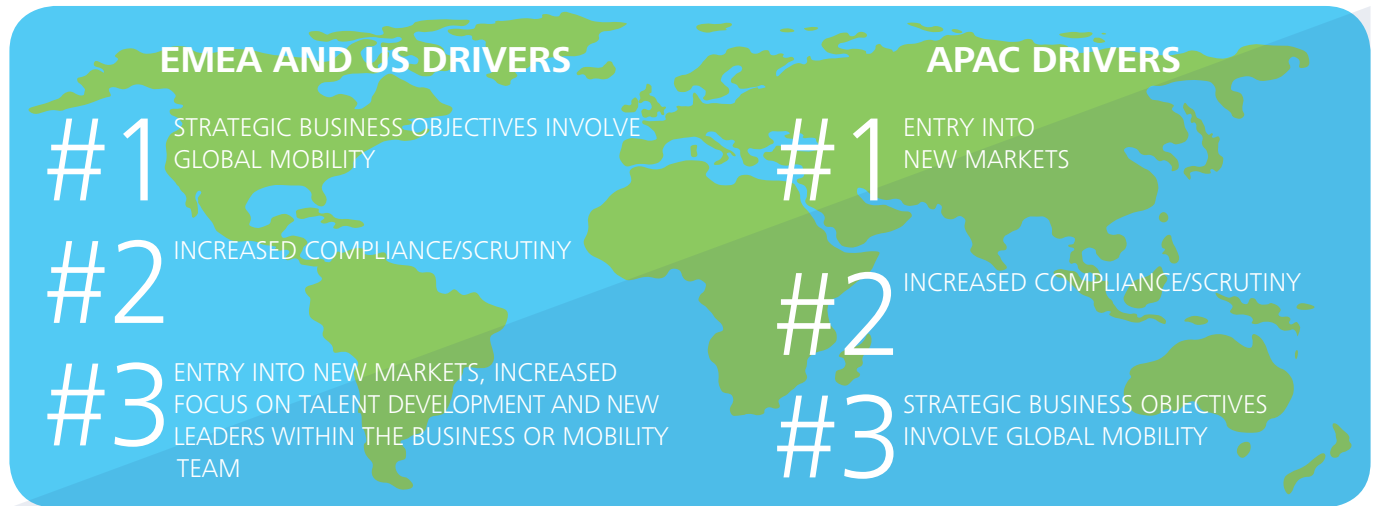 EMEA AND US DRIVERS
#1 STRATEGIC BUSINESS OBJECTIVES INVOLVE
GLOBAL MOBILITY
#2 INCREASED COMPLIANCE/SCRUTINY
#3 ENTRY INTO NEW MARKETS, INCREASED
FOCUS ON TALENT DEVELOPMENT AND NEW
LEADERS WITHIN THE BUSINESS OR MOBILITY
TEAM
APAC DRIVERS
#1 ENTRY INTO
NEW MARKETS
#2 INCREASED COMPLIANCE/SCRUTINY
#3 STRATEGIC BUSINESS OBJECTIVES
INVOLVE GLOBAL MOBILITY